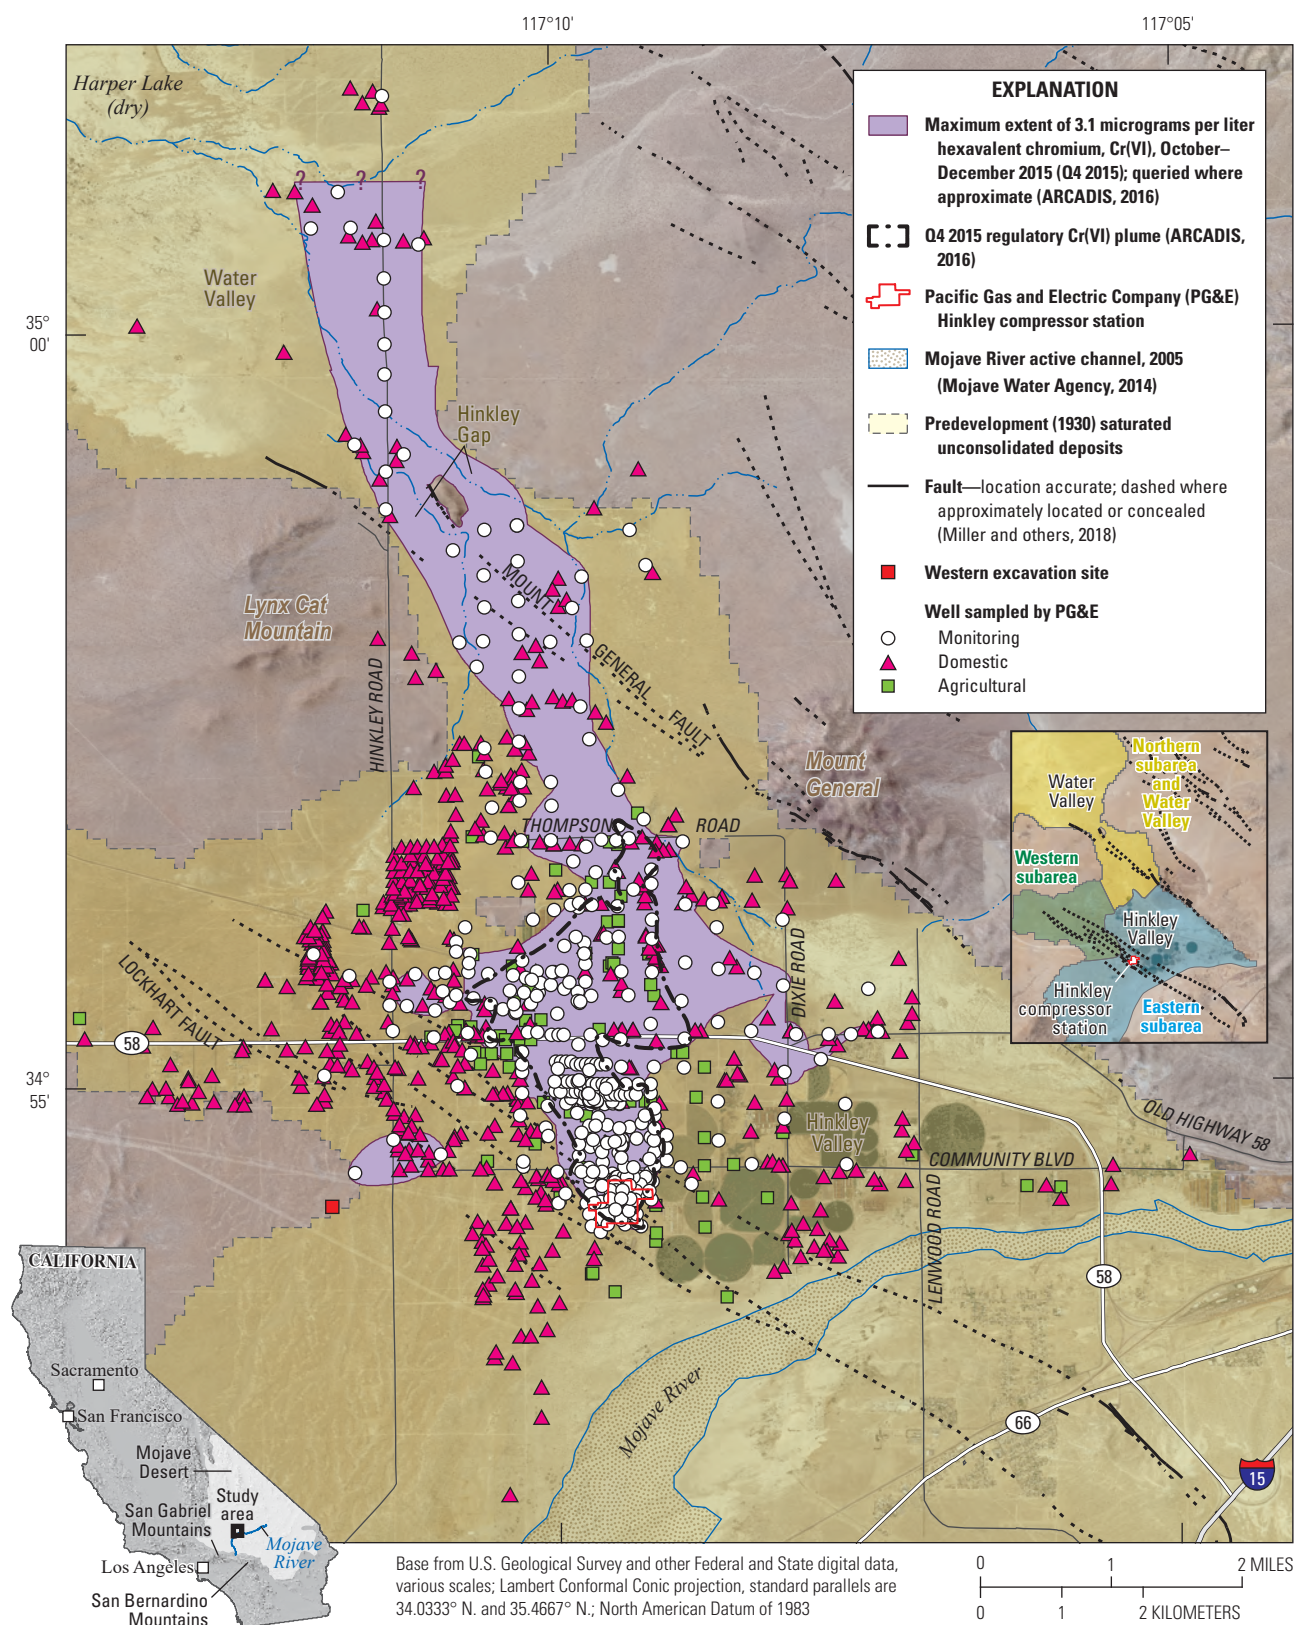 117°10'
117°05'
Harper Lake
(dry)
EXPLANATION
Maximum extent of 3.1 micrograms per liter
hexavalent chromium, Cr(VI), October–
December 2015 (Q4 2015); queried where
approximate (ARCADIS, 2016)
Q4 2015 regulatory Cr(VI) plume (ARCADIS,
2016)
Pacific Gas and Electric Company (PG&E)
Hinkley compressor station
Mojave River active channel, 2005
(Mojave Water Agency, 2014)
Predevelopment (1930) saturated
unconsolidated deposits
Fault—location accurate; dashed where
approximately located or concealed
(Miller and others, 2018)
Western excavation site
Well sampled by PG&E
Monitoring
Domestic
Agricultural
? ? ?
Water
Valley
35°
00'
Hinkley
Gap
Lynx Cat
Mountain
MOUNT
GENERAL
FAULT
HINKLEY ROAD
Mount
General
THOMPSON ROAD
Northern
subarea
and
Water
Valley
Water
Valley
Western
subarea
Hinkley
Valley
Hinkley
compressor
station
Eastern
subarea
LOCKHART FAULT
DIXIE ROAD
58
34°
55'
Hinkley
Valley
OLD HIGHWAY 58
COMMUNITY BLVD
LENWOOD ROAD
58
66
15
Mojave River
CALIFORNIA
Sacramento
San Francisco
Mojave
Desert
San Gabriel
Mountains
Study
area
Mojave
River
Los Angeles
San Bernardino
Mountains
Base from U.S. Geological Survey and other Federal and State digital data,
various scales; Lambert Conformal Conic projection, standard parallels are
34.0333° N. and 35.4667° N.; North American Datum of 1983
0 1 2 MILES
0 1 2 KILOMETERS